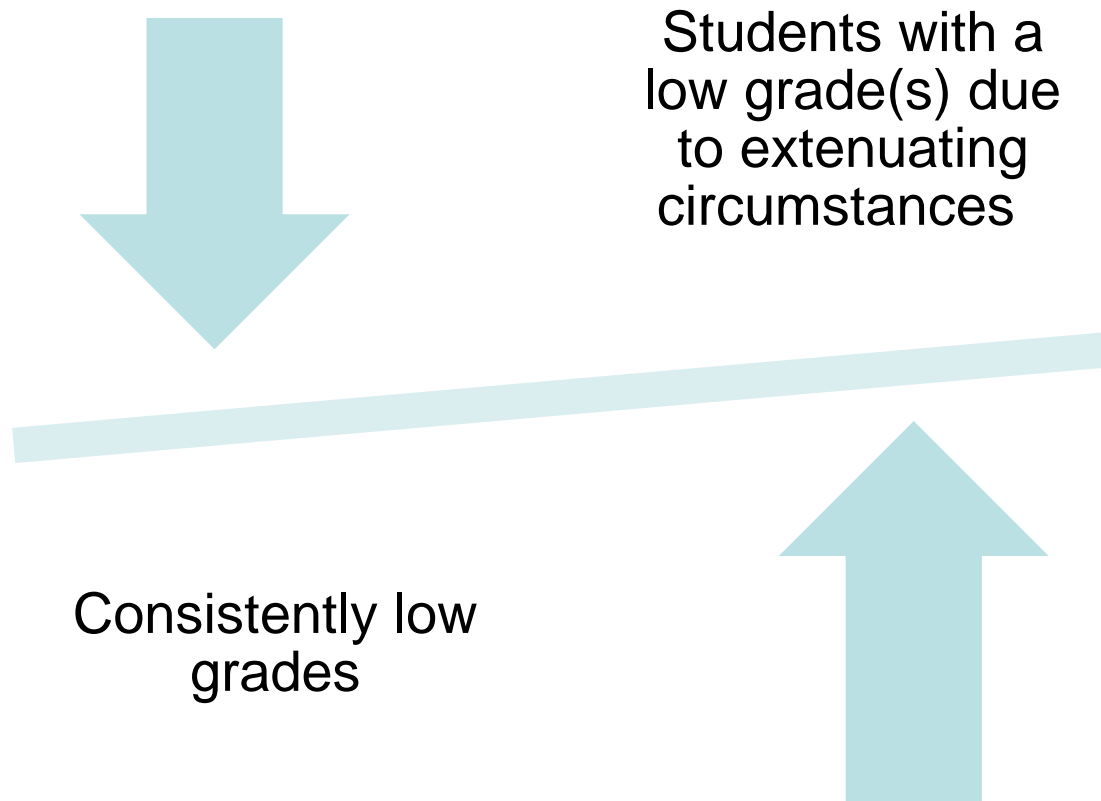 Students with a
low grade(s) due
to extenuating
circumstances
Consistently low
grades